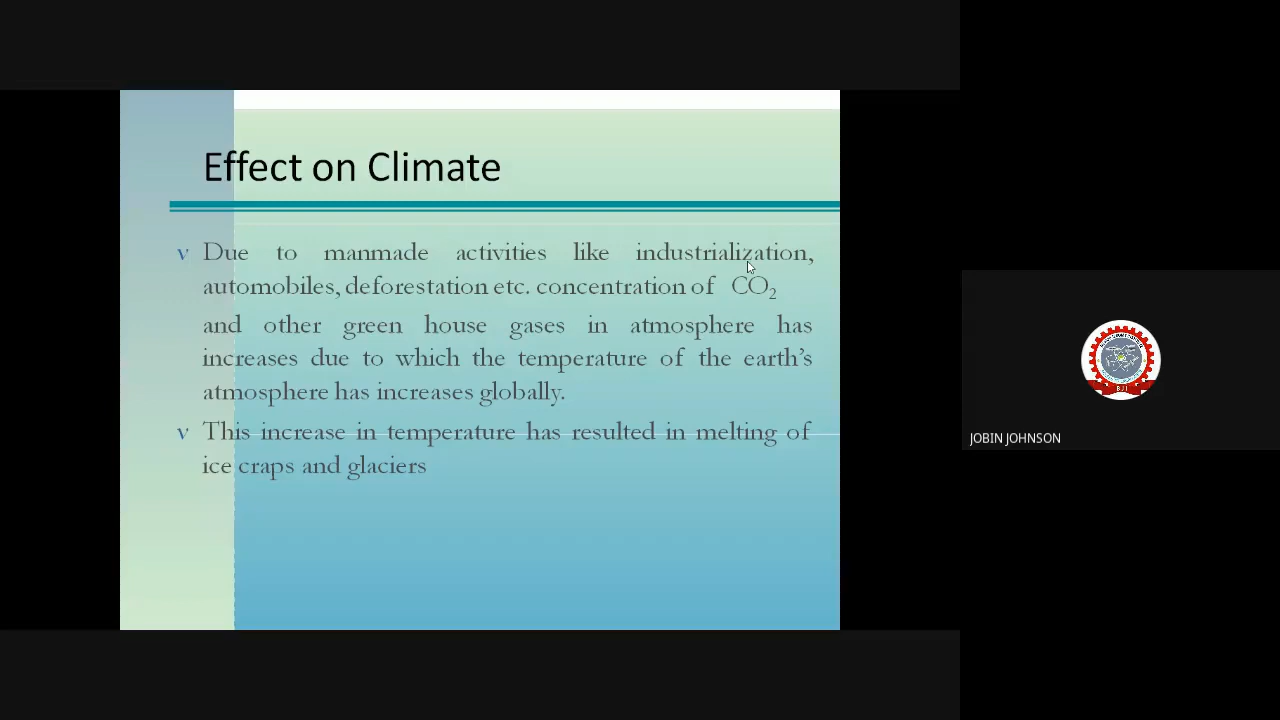 Effect on Climate
v Due to manmade activities like industrialization,
automobiles, deforestation etc. concentration of CO₂
and other green house gases in atmosphere has
increases due to which the temperature of the earth’s
atmosphere has increases globally.
v This increase in temperature has resulted in melting of
ice craps and glaciers
JOBIN JOHNSON
BJI